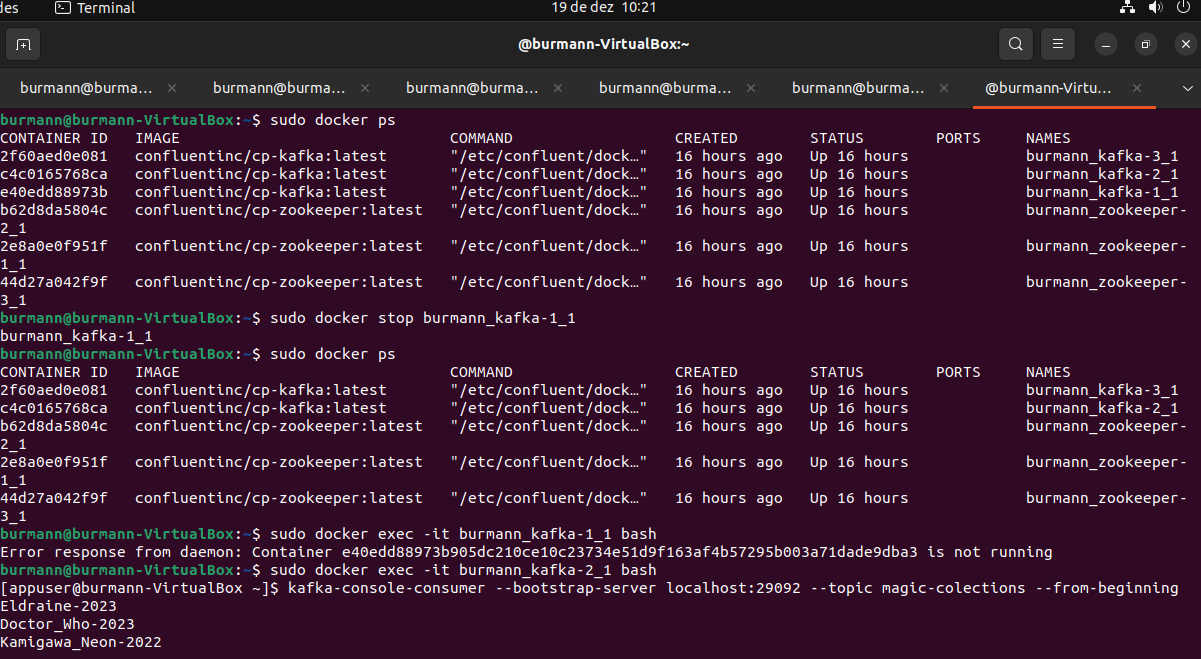 des Terminal 19 de dez 10:21
@burmann-VirtualBox:~
burmann@burma... burmann@burma... burmann@burma... burmann@burma... burmann@burma... @burmann-Virtu...
burmann@burmann-VirtualBox:~$ sudo docker ps
CONTAINER ID IMAGE COMMAND CREATED STATUS PORTS NAMES
2f60aed0e081 confluentinc/cp-kafka:latest "/etc/confluent/dock…" 16 hours ago Up 16 hours burmann_kafka-3_1
c4c0165768ca confluentinc/cp-kafka:latest "/etc/confluent/dock…" 16 hours ago Up 16 hours burmann_kafka-2_1
e40edd88973b confluentinc/cp-kafka:latest "/etc/confluent/dock…" 16 hours ago Up 16 hours burmann_kafka-1_1
b62d8da5804c confluentinc/cp-zookeeper:latest "/etc/confluent/dock…" 16 hours ago Up 16 hours burmann_zookeeper-
2_1
2e8a0e0f951f confluentinc/cp-zookeeper:latest "/etc/confluent/dock…" 16 hours ago Up 16 hours burmann_zookeeper-
1_1
44d27a042f9f confluentinc/cp-zookeeper:latest "/etc/confluent/dock…" 16 hours ago Up 16 hours burmann_zookeeper-
3_1
burmann@burmann-VirtualBox:~$ sudo docker stop burmann_kafka-1_1
burmann_kafka-1_1
burmann@burmann-VirtualBox:~$ sudo docker ps
CONTAINER ID IMAGE COMMAND CREATED STATUS PORTS NAMES
2f60aed0e081 confluentinc/cp-kafka:latest "/etc/confluent/dock…" 16 hours ago Up 16 hours burmann_kafka-3_1
c4c0165768ca confluentinc/cp-kafka:latest "/etc/confluent/dock…" 16 hours ago Up 16 hours burmann_kafka-2_1
b62d8da5804c confluentinc/cp-zookeeper:latest "/etc/confluent/dock…" 16 hours ago Up 16 hours burmann_zookeeper-
2_1
2e8a0e0f951f confluentinc/cp-zookeeper:latest "/etc/confluent/dock…" 16 hours ago Up 16 hours burmann_zookeeper-
1_1
44d27a042f9f confluentinc/cp-zookeeper:latest "/etc/confluent/dock…" 16 hours ago Up 16 hours burmann_zookeeper-
3_1
burmann@burmann-VirtualBox:~$ sudo docker exec -it burmann_kafka-1_1 bash
Error response from daemon: Container e40edd88973b905dc210ce10c23734e51d9f163af4b57295b003a71dade9dba3 is not running
burmann@burmann-VirtualBox:~$ sudo docker exec -it burmann_kafka-2_1 bash
[appuser@burmann-VirtualBox ~]$ kafka-console-consumer --bootstrap-server localhost:29092 --topic magic-colections --from-beginning
Eldraine-2023
Doctor_Who-2023
Kamigawa_Neon-2022